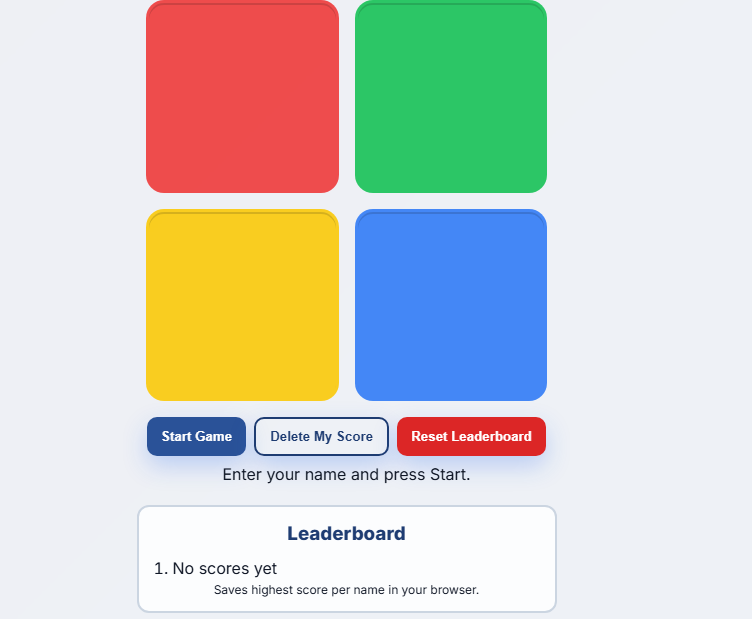 Start Game
Delete My Score
Reset Leaderboard
Enter your name and press Start.
Leaderboard
1. No scores yet
Saves highest score per name in your browser.